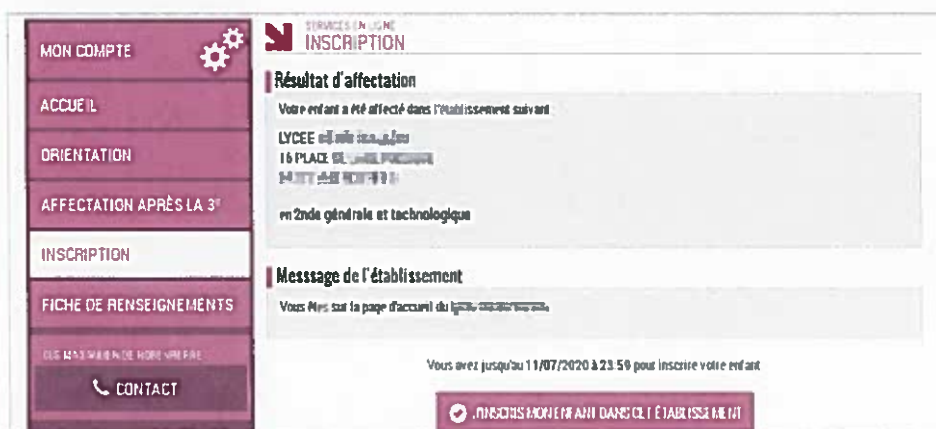 MON COMPTE
ACCUEIL
ORIENTATION
AFFECTATION APRÈS LA 3e
INSCRIPTION
FICHE DE RENSEIGNEMENTS
CONTACT
SERVICES EN LIGNE
INSCRIPTION
Résultat d'affectation
Votre enfant a été affecté dans l'établissement suivant
LYCEE
16 PLACE
en 2nde générale et technologique
Messsage de l'établissement
Vous êtes sur la page d'accueil du
Vous avez jusqu'au 11/07/2020 à 23:59 pour inscrire votre enfant
J'INSCRIS MON ENFANT DANS CET ÉTABLISSEMENT